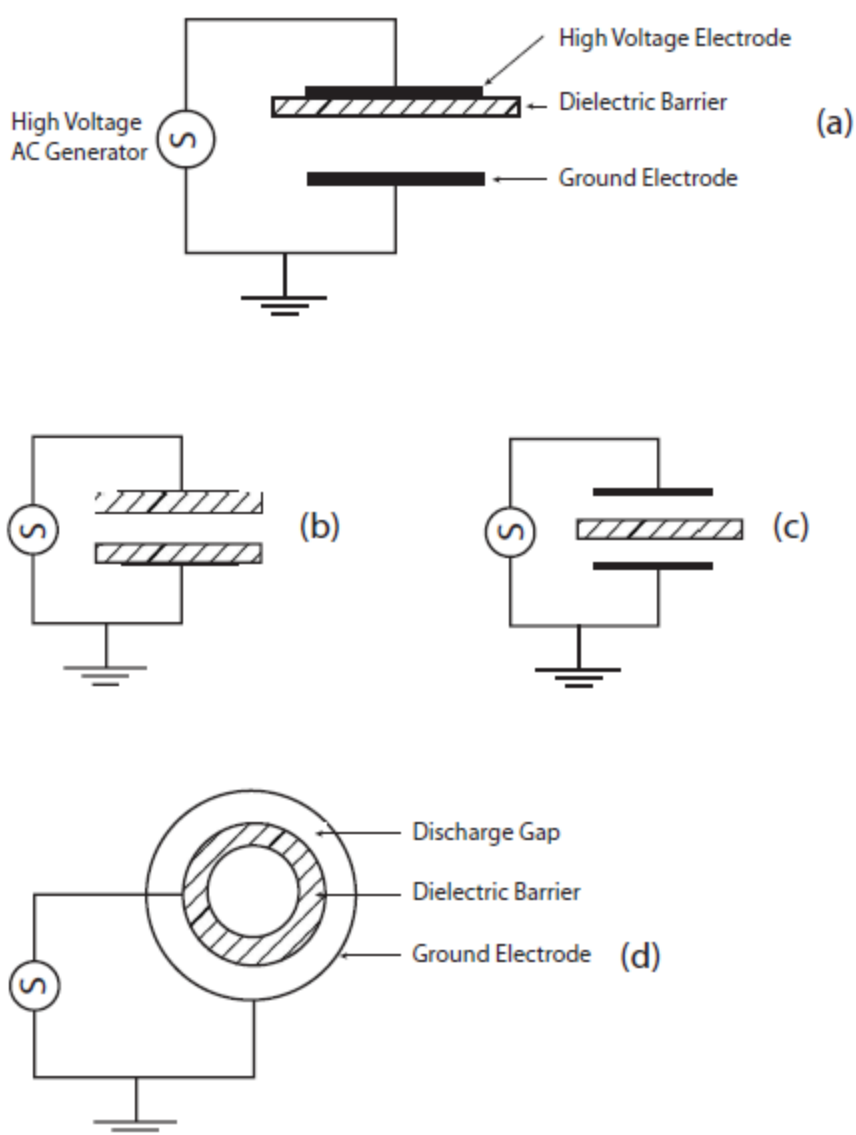 High Voltage Electrode
Dielectric Barrier
(a)
High Voltage
AC Generator
S
Ground Electrode
S
(b)
S
(c)
Discharge Gap
Dielectric Barrier
Ground Electrode
(d)
S